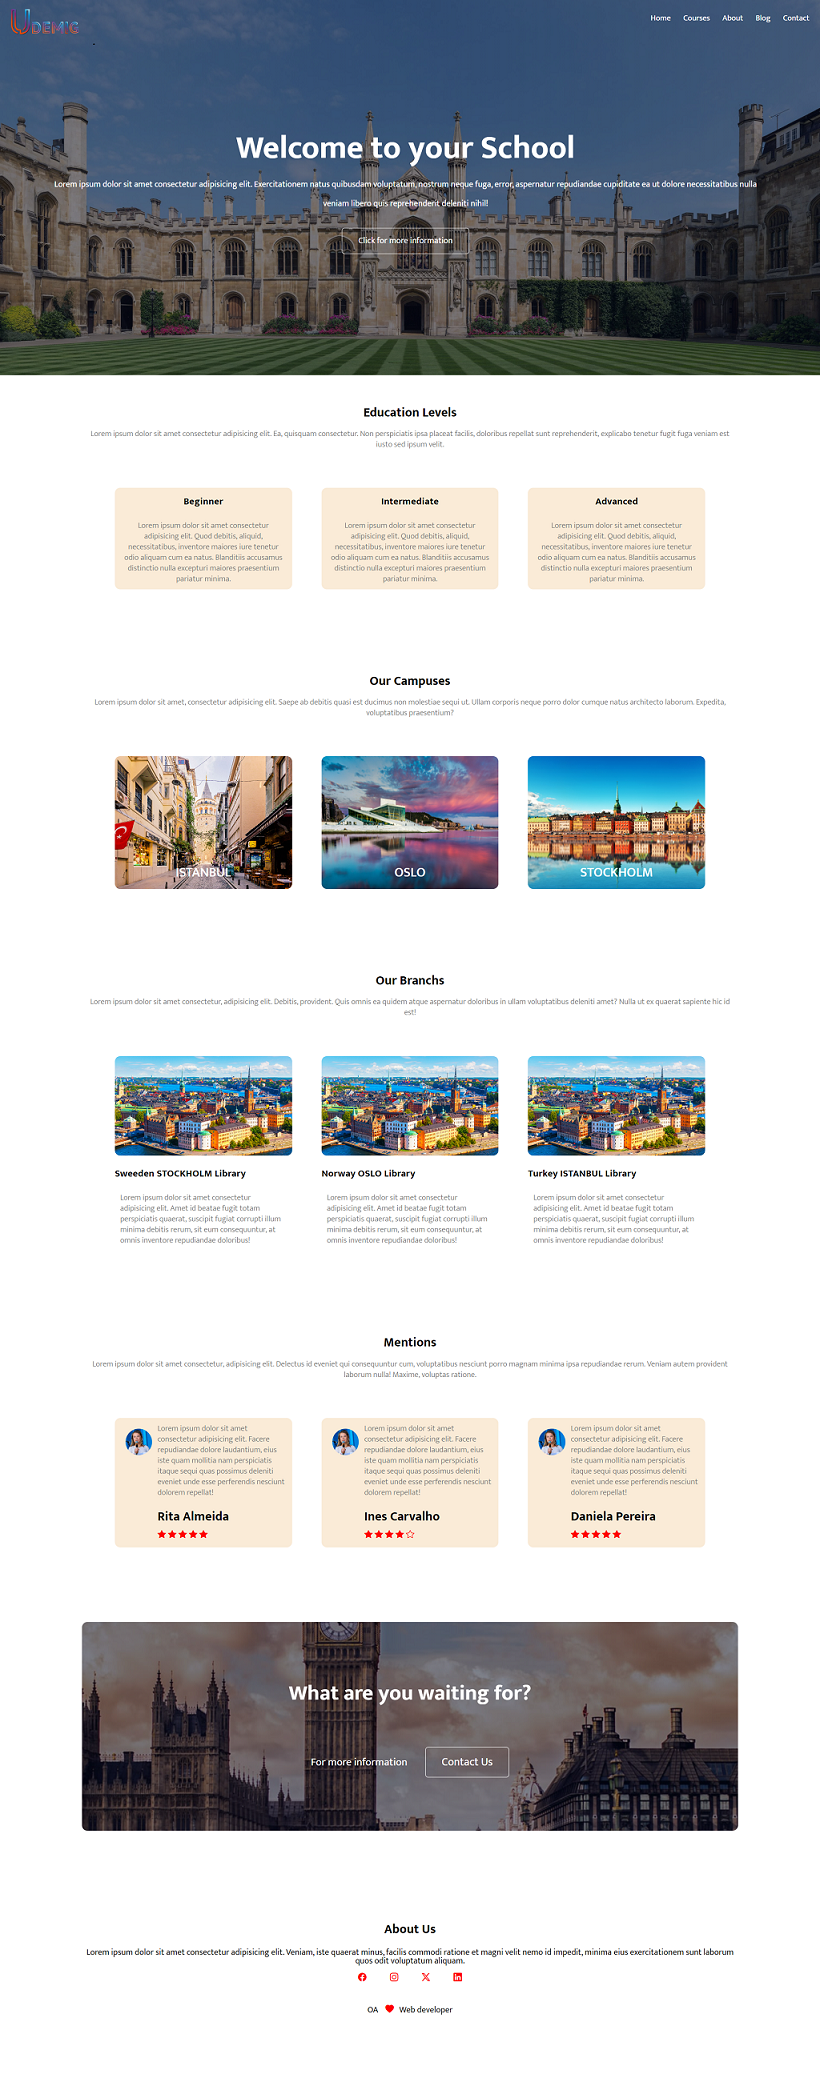 UDEMIG
Home Courses About Blog Contact
Welcome to your School
Lorem ipsum dolor sit amet consectetur adipisicing elit. Exercitationem natus quibusdam voluptatum, nostrum neque fuga, error, aspernatur repudiandae cupiditate ea ut dolore necessitatibus nulla
veniam libero quis reprehenderit deleniti nihil!
Click for more information
Education Levels
Lorem ipsum dolor sit amet consectetur adipisicing elit. Ea, quisquam consectetur. Non perspiciatis ipsa placeat facilis, doloribus repellat sunt reprehenderit, explicabo tenetur fugit fuga veniam est
iusto sed ipsum velit.
Beginner
Lorem ipsum dolor sit amet consectetur
adipisicing elit. Quod debitis, aliquid,
necessitatibus, inventore maiores iure tenetur
odio aliquam cum ea natus. Blanditiis accusamus
distinctio nulla excepturi maiores praesentium
pariatur minima.
Intermediate
Lorem ipsum dolor sit amet consectetur
adipisicing elit. Quod debitis, aliquid,
necessitatibus, inventore maiores iure tenetur
odio aliquam cum ea natus. Blanditiis accusamus
distinctio nulla excepturi maiores praesentium
pariatur minima.
Advanced
Lorem ipsum dolor sit amet consectetur
adipisicing elit. Quod debitis, aliquid,
necessitatibus, inventore maiores iure tenetur
odio aliquam cum ea natus. Blanditiis accusamus
distinctio nulla excepturi maiores praesentium
pariatur minima.
Our Campuses
Lorem ipsum dolor sit amet, consectetur adipisicing elit. Saepe ab debitis quasi est ducimus non molestiae sequi ut. Ullam corporis neque porro dolor cumque natus architecto laborum. Expedita,
voluptatibus praesentium?
ISTANBUL
OSLO
STOCKHOLM
Our Branchs
Lorem ipsum dolor sit amet consectetur, adipisicing elit. Debitis, provident. Quis omnis ea quidem atque aspernatur doloribus in ullam voluptatibus deleniti amet? Nulla ut ex quaerat sapiente hic id
est!
Sweeden STOCKHOLM Library
Lorem ipsum dolor sit amet consectetur
adipisicing elit. Amet id beatae fugit totam
perspiciatis quaerat, suscipit fugiat corrupti illum
minima debitis rerum, sit eum consequuntur, at
omnis inventore repudiandae doloribus!
Norway OSLO Library
Lorem ipsum dolor sit amet consectetur
adipisicing elit. Amet id beatae fugit totam
perspiciatis quaerat, suscipit fugiat corrupti illum
minima debitis rerum, sit eum consequuntur, at
omnis inventore repudiandae doloribus!
Turkey ISTANBUL Library
Lorem ipsum dolor sit amet consectetur
adipisicing elit. Amet id beatae fugit totam
perspiciatis quaerat, suscipit fugiat corrupti illum
minima debitis rerum, sit eum consequuntur, at
omnis inventore repudiandae doloribus!
Mentions
Lorem ipsum dolor sit amet consectetur, adipisicing elit. Delectus id eveniet qui consequuntur cum, voluptatibus nesciunt porro magnam minima ipsa repudiandae rerum. Veniam autem provident
laborum nulla! Maxime, voluptas ratione.
Lorem ipsum dolor sit amet
consectetur adipisicing elit. Facere
repudiandae dolore laudantium, eius
iste quam mollitia nam perspiciatis
itaque sequi quas possimus deleniti
eveniet unde esse perferendis nesciunt
dolorem repellat!
Rita Almeida
Lorem ipsum dolor sit amet
consectetur adipisicing elit. Facere
repudiandae dolore laudantium, eius
iste quam mollitia nam perspiciatis
itaque sequi quas possimus deleniti
eveniet unde esse perferendis nesciunt
dolorem repellat!
Ines Carvalho
Lorem ipsum dolor sit amet
consectetur adipisicing elit. Facere
repudiandae dolore laudantium, eius
iste quam mollitia nam perspiciatis
itaque sequi quas possimus deleniti
eveniet unde esse perferendis nesciunt
dolorem repellat!
Daniela Pereira
What are you waiting for?
For more information Contact Us
About Us
Lorem ipsum dolor sit amet consectetur adipisicing elit. Veniam, iste quaerat minus, facilis commodi ratione et magni velit nemo id impedit, minima eius exercitationem sunt laborum
quos odit voluptatum aliquam.
OA Web developer